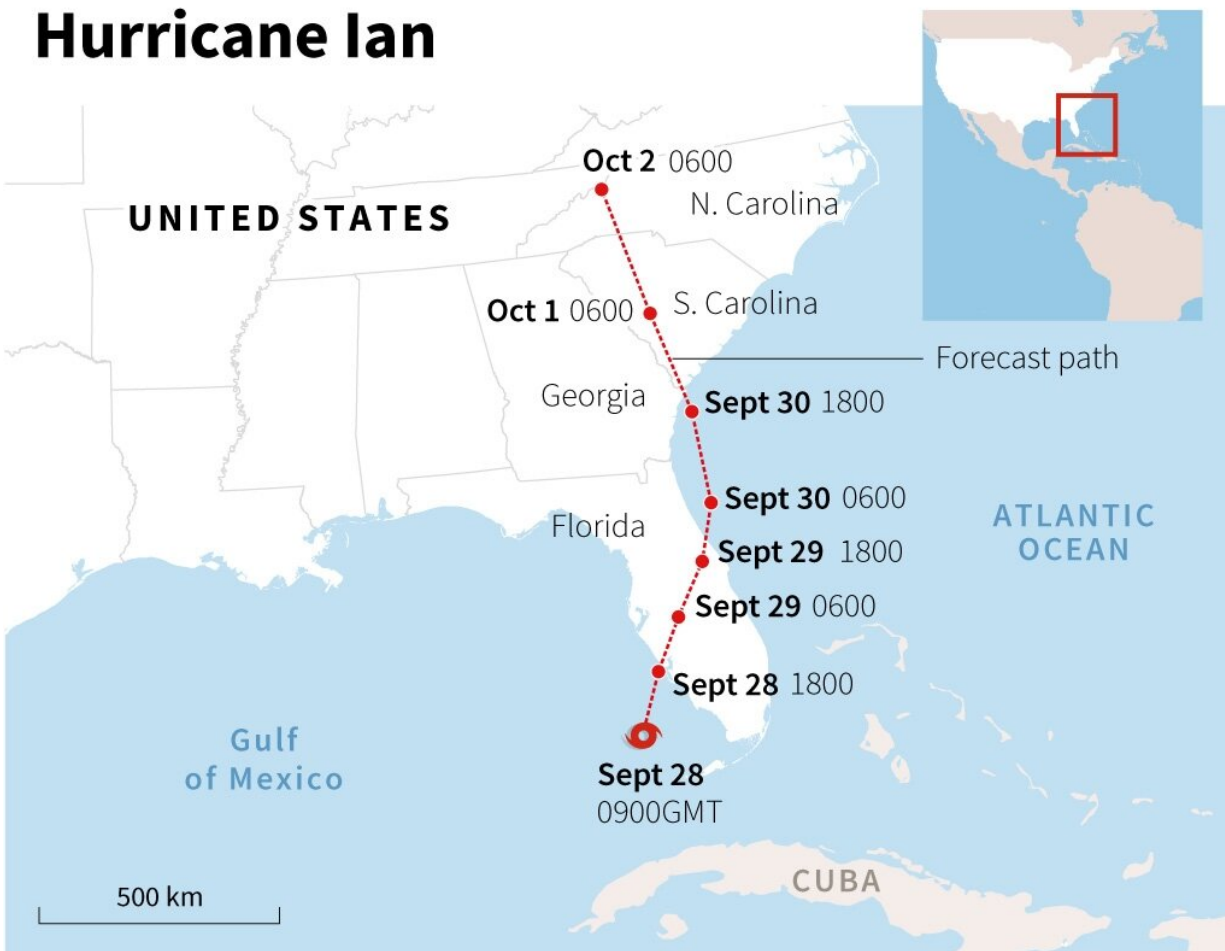 Hurricane Ian
Oct 2 0600
UNITED STATES
N. Carolina
Oct 1 0600
S. Carolina
Forecast path
Georgia
Sept 30 1800
Sept 30 0600
Florida
ATLANTIC
OCEAN
Sept 29 1800
Sept 29 0600
Sept 28 1800
Gulf
of Mexico
Sept 28
0900GMT
CUBA
500 km